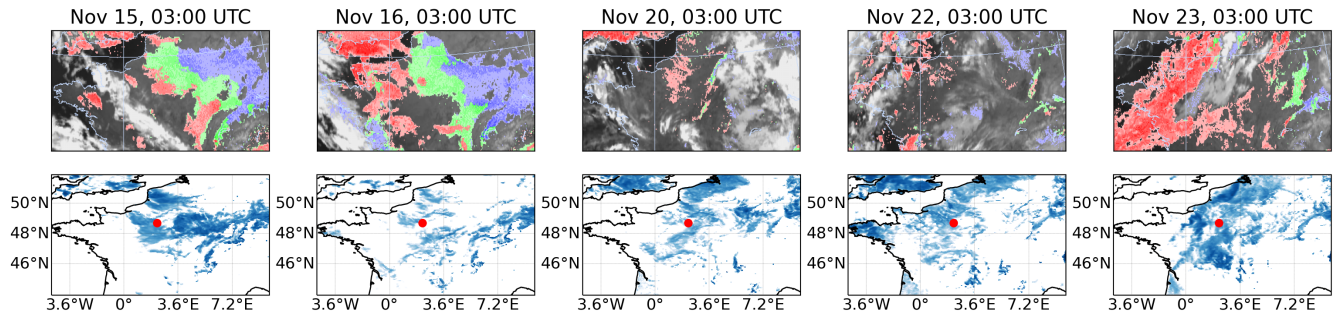 Nov 15, 03:00 UTC
Nov 16, 03:00 UTC
Nov 20, 03:00 UTC
Nov 22, 03:00 UTC
Nov 23, 03:00 UTC
50°N
48°N
46°N
3.6°W 0° 3.6°E 7.2°E
50°N
48°N
46°N
3.6°W 0° 3.6°E 7.2°E
50°N
48°N
46°N
3.6°W 0° 3.6°E 7.2°E
50°N
48°N
46°N
3.6°W 0° 3.6°E 7.2°E
50°N
48°N
46°N
3.6°W 0° 3.6°E 7.2°E